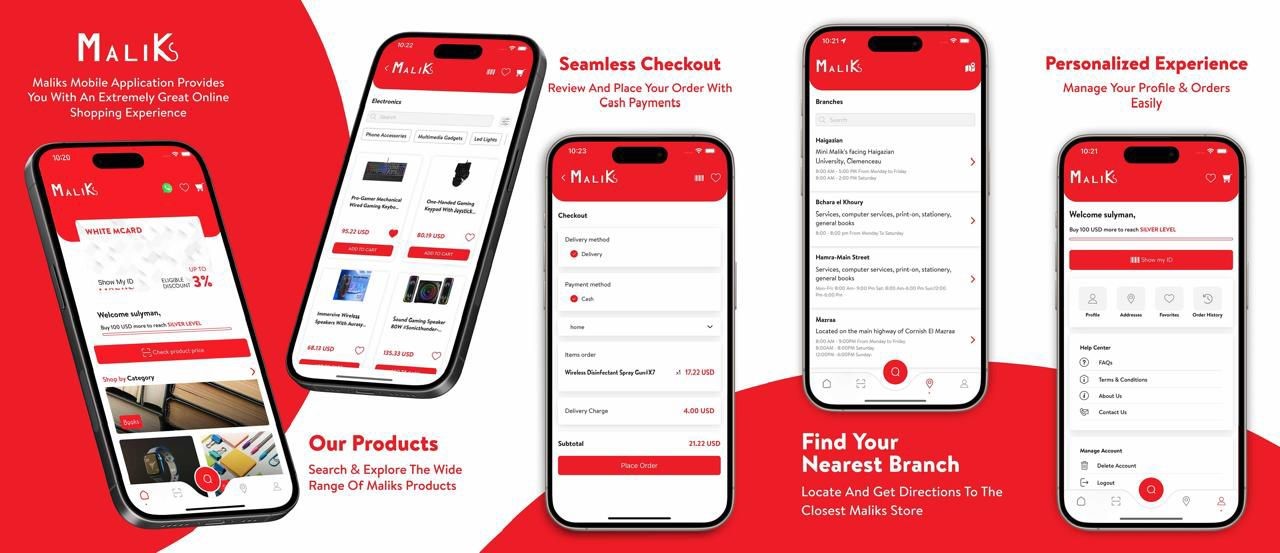 MALIKS
Maliks Mobile Application Provides
You With An Extremely Great Online
Shopping Experience
10:20
MALIKS
WHITE MCARD
Show My ID
ELIGIBLE
DISCOUNT
UP TO
3%
Welcome sulyman,
Buy 100 USD more to reach SILVER LEVEL
Check product price
Shop by Category
Books
10:22
MALIKS
Electronics
Search
Phone Accessories
Multimedia Gadgets
Led Lights
Pro-Gamer Mechanical
Wired Gaming Keybo...
95.22 USD
ADD TO CART
One-Handed Gaming
Keypad With Joystick...
80.19 USD
ADD TO CART
Immersive Wireless
Speakers With Auresy...
68.13 USD
Sound Gaming Speaker
80W #Sonicthunder-...
135.33 USD
Our Products
Search & Explore The Wide
Range Of Maliks Products
Seamless Checkout
Review And Place Your Order With
Cash Payments
10:23
MALIKS
Checkout
Delivery method
Delivery
Payment method
Cash
home
Items order
Wireless Disinfectant Spray Gun#X7
x1 17.22 USD
Delivery Charge
4.00 USD
Subtotal
21.22 USD
Place Order
10:21
MALIKS
Branches
Search
Haigazian
Mini Malik's facing Haigazian
University, Clemenceau
8:00 AM - 5:00 PM From Monday to Friday
8:00 AM - 2:00 PM Saturday
Bchara el Khoury
Services, computer services, print-on, stationery,
general books
8:00 - 8:00 pm From Monday To Saturday
Hamra-Main Street
Services, computer services, print-on, stationery,
general books
Mon-Fri: 8:00 Am- 9:00 Pm Sat: 8:00 Am-6:00 Pm Sun:12:00
Pm-6:00 Pm
Mazraa
Located on the main highway of Cornish El Mazraa
8:00AM - 9:00PM From Monday to Friday
8:00AM - 8:00PM Saturday
12:00PM -6:00PM Sunday
Find Your
Nearest Branch
Locate And Get Directions To The
Closest Maliks Store
Personalized Experience
Manage Your Profile & Orders
Easily
10:21
MALIKS
Welcome sulyman,
Buy 100 USD more to reach SILVER LEVEL
Show my ID
Profile
Addresses
Favorites
Order History
Help Center
FAQs
Terms & Conditions
About Us
Contact Us
Manage Account
Delete Account
Logout